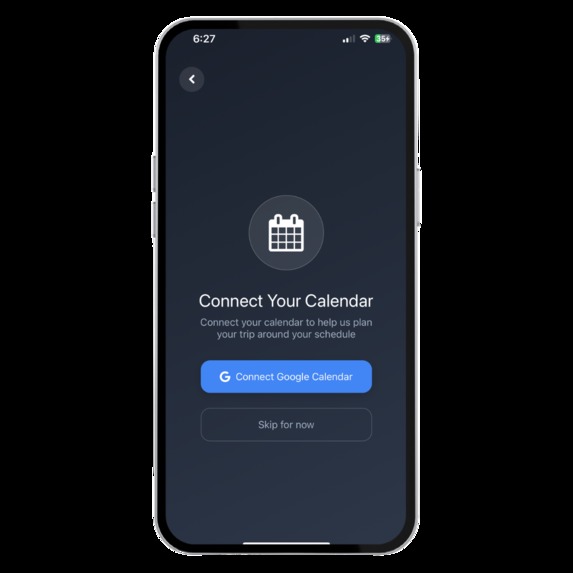 6:27
35+
Connect Your Calendar
Connect your calendar to help us plan
your trip around your schedule
G Connect Google Calendar
Skip for now